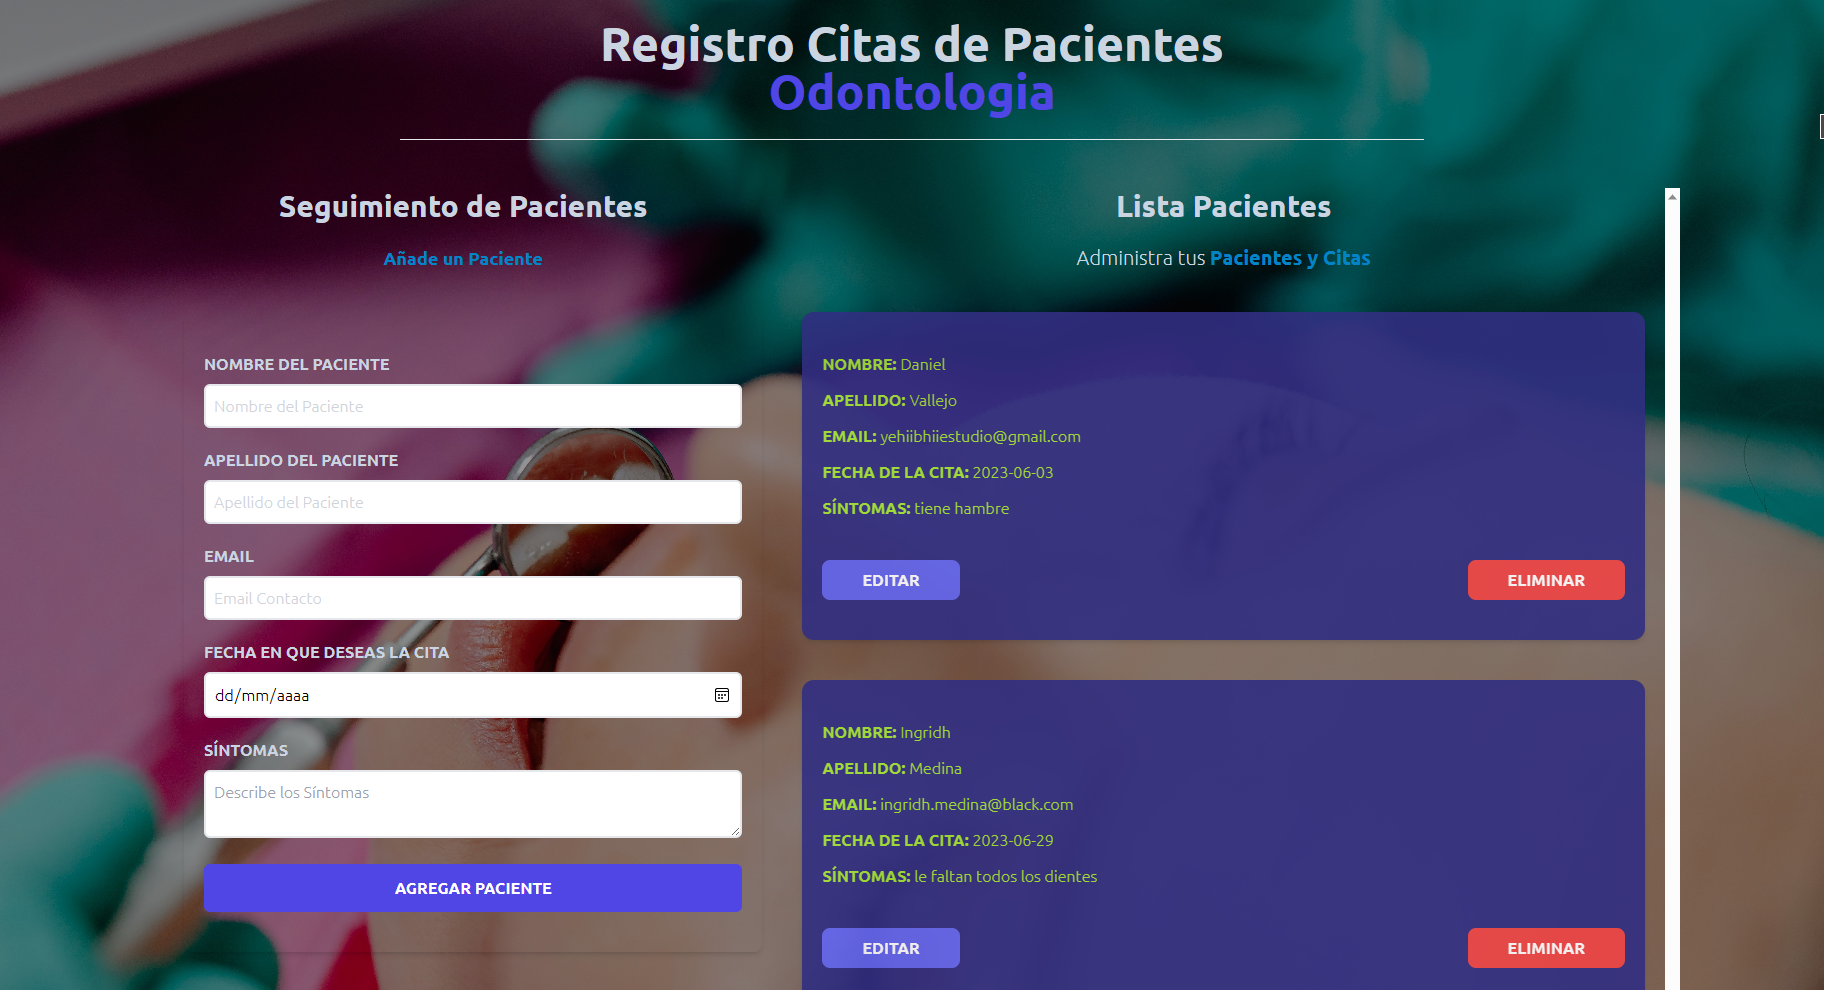 Registro Citas de Pacientes
Odontologia
Seguimiento de Pacientes
Añade un Paciente
NOMBRE DEL PACIENTE
Nombre del Paciente
APELLIDO DEL PACIENTE
Apellido del Paciente
EMAIL
Email Contacto
FECHA EN QUE DESEAS LA CITA
dd/mm/aaaa
SÍNTOMAS
Describe los Síntomas
AGREGAR PACIENTE
Lista Pacientes
Administra tus Pacientes y Citas
NOMBRE: Daniel
APELLIDO: Vallejo
EMAIL: yehiibhiiestudio@gmail.com
FECHA DE LA CITA: 2023-06-03
SÍNTOMAS: tiene hambre
EDITAR
ELIMINAR
NOMBRE: Ingridh
APELLIDO: Medina
EMAIL: ingridh.medina@black.com
FECHA DE LA CITA: 2023-06-29
SÍNTOMAS: le faltan todos los dientes
EDITAR
ELIMINAR